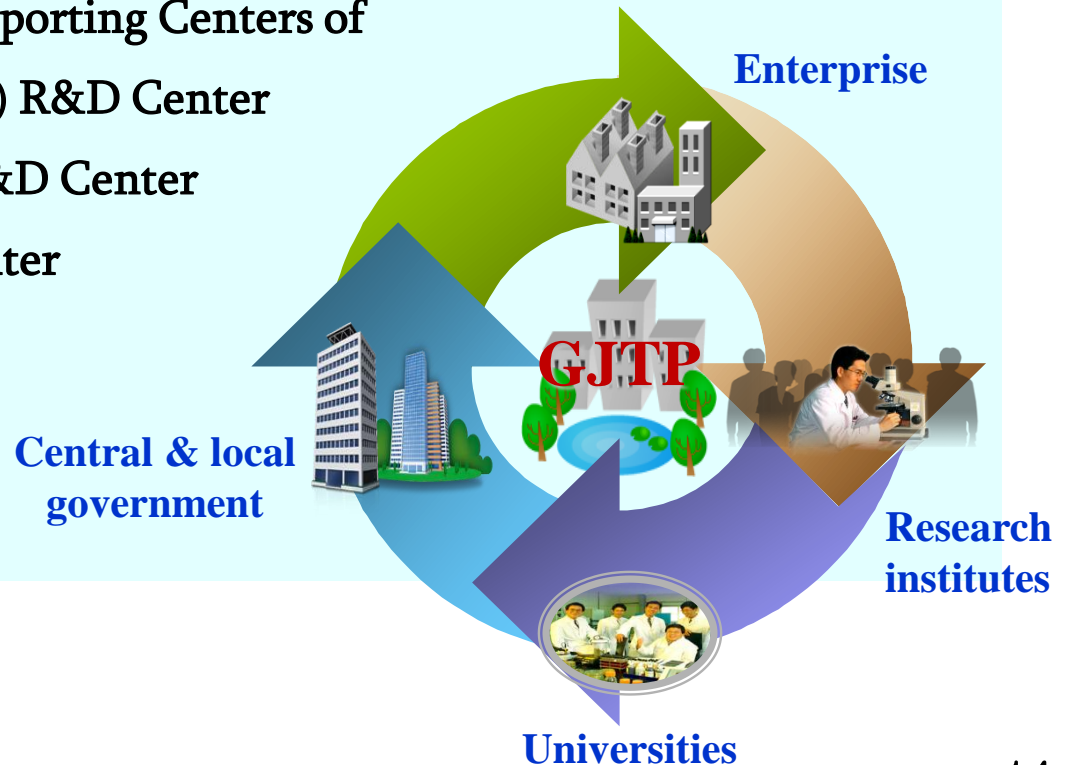 porting Centers of
) R&D Center
&D Center
ter
Enterprise
GJTP
Central & local
government
Research
institutes
Universities